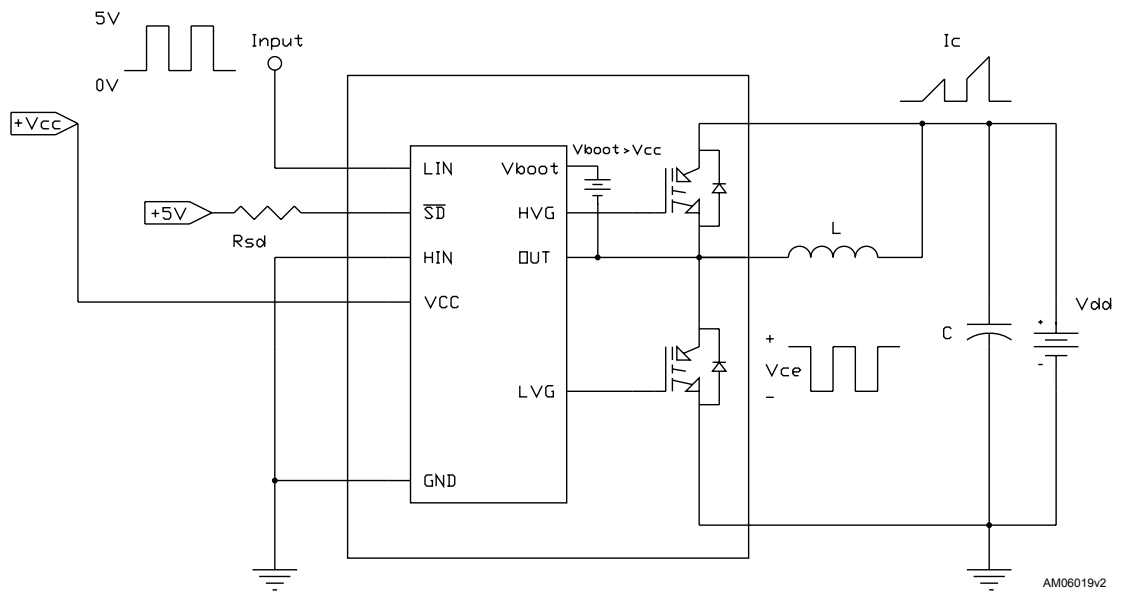 5V
0V
Input
Ic
+Vcc
Vboot>Vcc
LIN
Vboot
+5V
Rsd
SD
HVG
HIN
OUT
L
VCC
Vdd
C
+
-
+
Vce
-
LVG
GND
AM06019v2